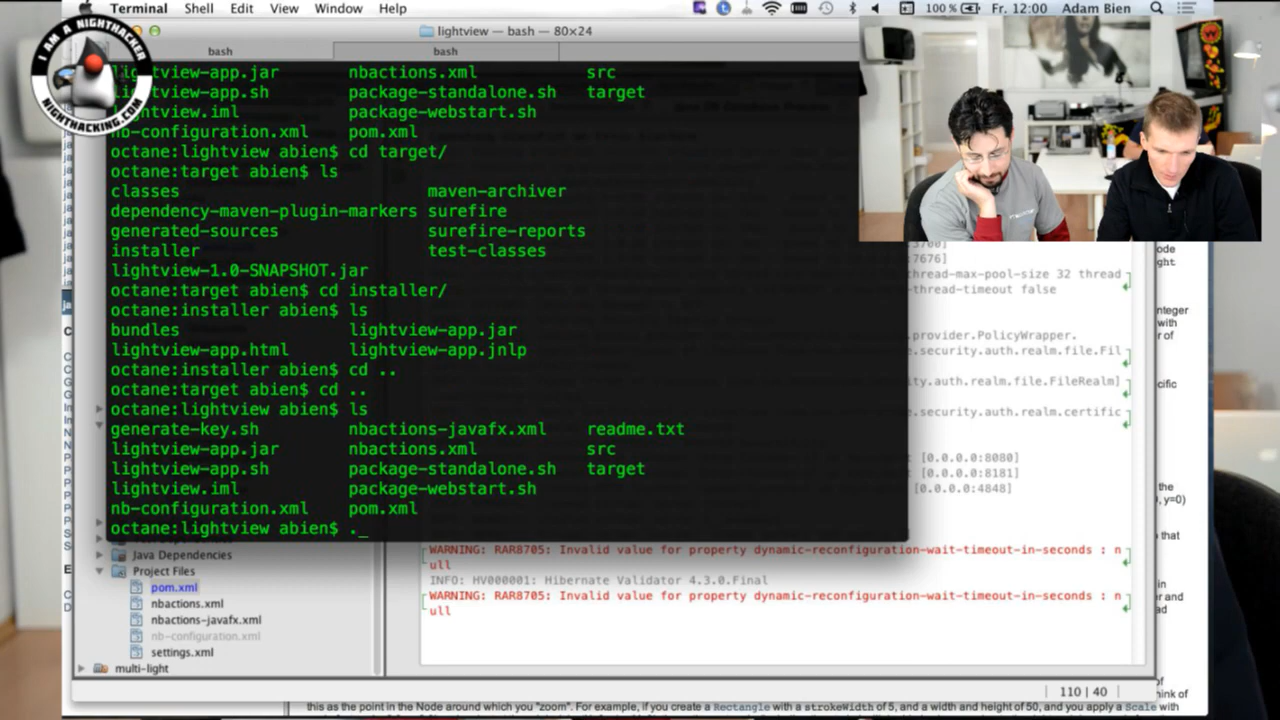 Terminal Shell Edit View Window Help 100 % Fr. 12:00 Adam Bien
I AM A NIGHTHACKER
NIGHTHACKING.COM
lightview — bash — 80×24
bash bash
lightview-app.jar nbactions.xml src
lightview-app.sh package-standalone.sh target
lightview.iml package-webstart.sh
nb-configuration.xml pom.xml
octane:lightview abien$ cd target/
octane:target abien$ ls
classes maven-archiver
dependency-maven-plugin-markers surefire
generated-sources surefire-reports
installer test-classes
lightview-1.0-SNAPSHOT.jar
octane:target abien$ cd installer/
octane:installer abien$ ls
bundles lightview-app.jar
lightview-app.html lightview-app.jnlp
octane:installer abien$ cd ..
octane:target abien$ cd ..
octane:lightview abien$ ls
generate-key.sh nbactions-javafx.xml readme.txt
lightview-app.jar nbactions.xml src
lightview-app.sh package-standalone.sh target
lightview.iml package-webstart.sh
nb-configuration.xml pom.xml
octane:lightview abien$ ._
:7676]
thread-max-pool-size 32 thread
-thread-timeout false
.provider.PolicyWrapper.
.security.auth.realm.file.Fil
ity.auth.realm.file.FileRealm]
.security.auth.realm.certific
[0.0.0.0:8080]
[0.0.0.0:8181]
[0.0.0.0:4848]
WARNING: RAR8705: Invalid value for property dynamic-reconfiguration-wait-timeout-in-seconds : n
ull
INFO: HV000001: Hibernate Validator 4.3.0.Final
WARNING: RAR8705: Invalid value for property dynamic-reconfiguration-wait-timeout-in-seconds : n
ull
Java Dependencies
Project Files
pom.xml
nbactions.xml
nbactions-javafx.xml
nb-configuration.xml
settings.xml
multi-light
110 | 40
this as the point in the Node around which you "zoom". For example, if you create a Rectangle with a strokeWidth of 5, and a width and height of 50, and you apply a Scale with